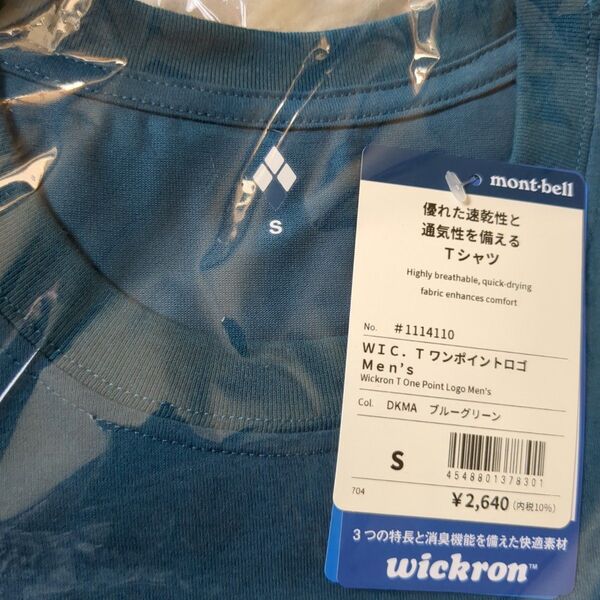 S
mont-bell
優れた速乾性と
通気性を備える
Tシャツ
Highly breathable, quick-drying
fabric enhances comfort
No. #1114110
WIC.Tワンポイントロゴ
Men's
Wickron T One Point Logo Men's
Col. DKMA ブルーグリーン
S
4548801378301
704
¥2,640(内税10%)
3つの特長と消臭機能を備えた快適素材
wickron™